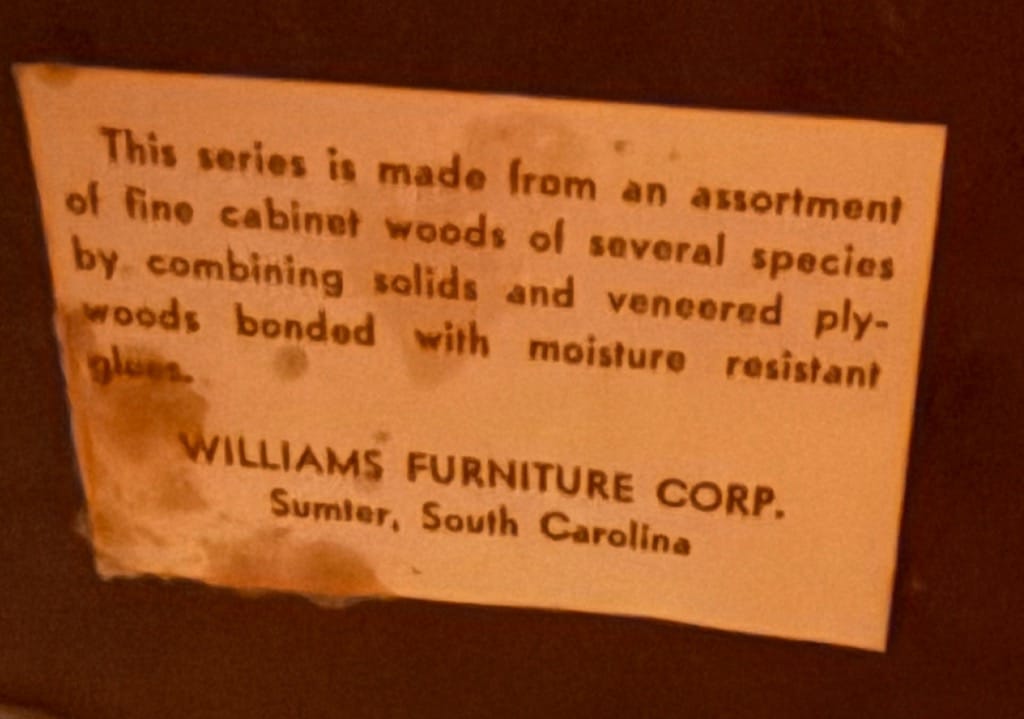 This series is made from an assortment
of fine cabinet woods of several species
by combining solids and veneered ply-
woods bonded with moisture resistant
glues.
WILLIAMS FURNITURE CORP.
Sumter, South Carolina